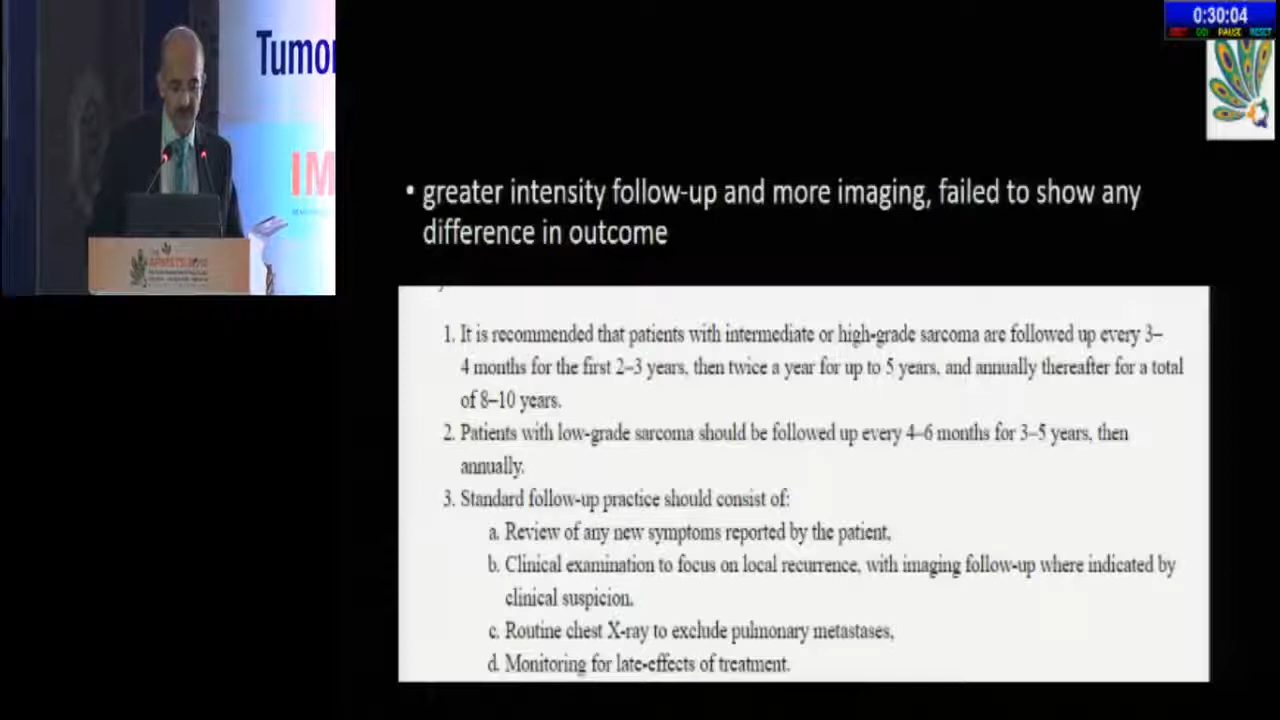 0:30:04
PAUSE RESET
Tumo
IM
• greater intensity follow-up and more imaging, failed to show any
difference in outcome
1. It is recommended that patients with intermediate or high-grade sarcoma are followed up every 3–
4 months for the first 2–3 years, then twice a year for up to 5 years, and annually thereafter for a total
of 8–10 years.
2. Patients with low-grade sarcoma should be followed up every 4–6 months for 3–5 years, then
annually.
3. Standard follow-up practice should consist of:
a. Review of any new symptoms reported by the patient.
b. Clinical examination to focus on local recurrence, with imaging follow-up where indicated by
clinical suspicion.
c. Routine chest X-ray to exclude pulmonary metastases.
d. Monitoring for late-effects of treatment.